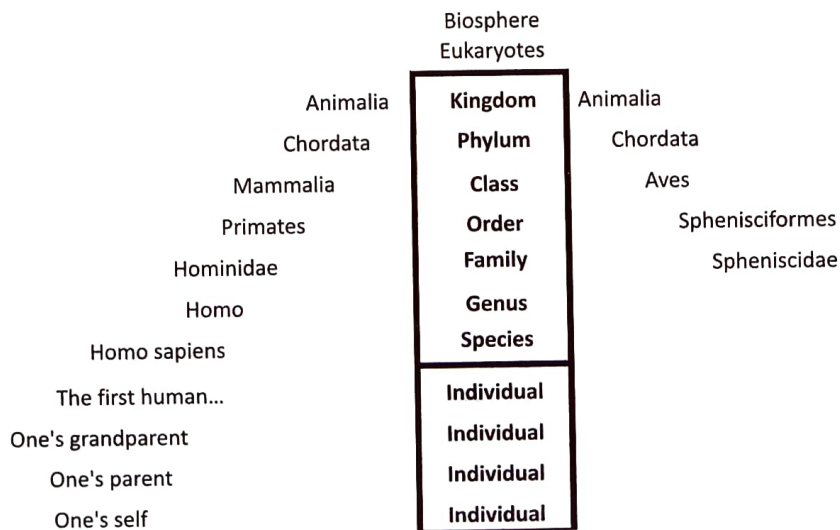 Biosphere
Eukaryotes
Animalia Kingdom Animalia
Chordata Phylum Chordata
Mammalia Class Aves
Primates Order Sphenisciformes
Hominidae Family Spheniscidae
Homo Genus
Homo sapiens Species
The first human... Individual
One's grandparent Individual
One's parent Individual
One's self Individual